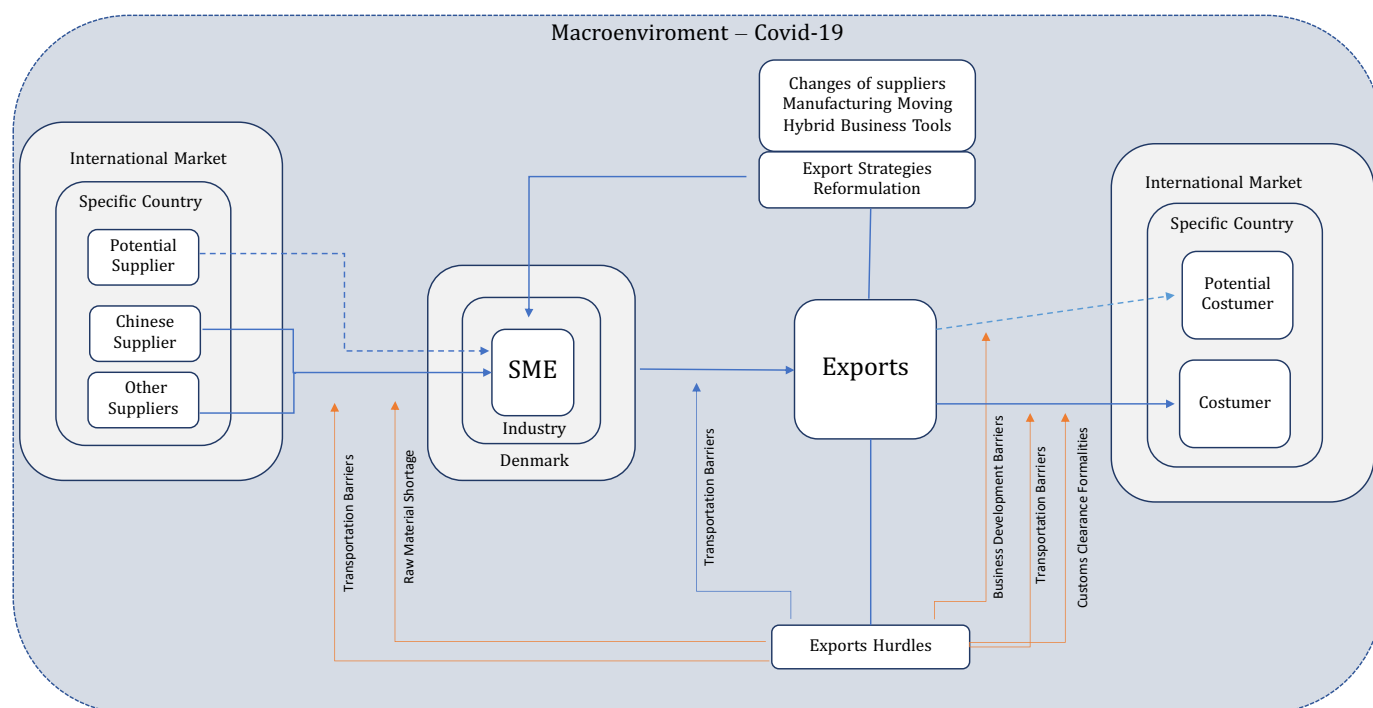 Macroenviroment – Covid-19
Changes of suppliers
Manufacturing Moving
Hybrid Business Tools
Export Strategies
Reformulation
International Market
Specific Country
Potential
Supplier
Chinese
Supplier
Other
Suppliers
SME
Industry
Denmark
Exports
International Market
Specific Country
Potential
Costumer
Costumer
Transportation Barriers
Raw Material Shortage
Transportation Barriers
Business Development Barriers
Transportation Barriers
Customs Clearance Formalities
Exports Hurdles